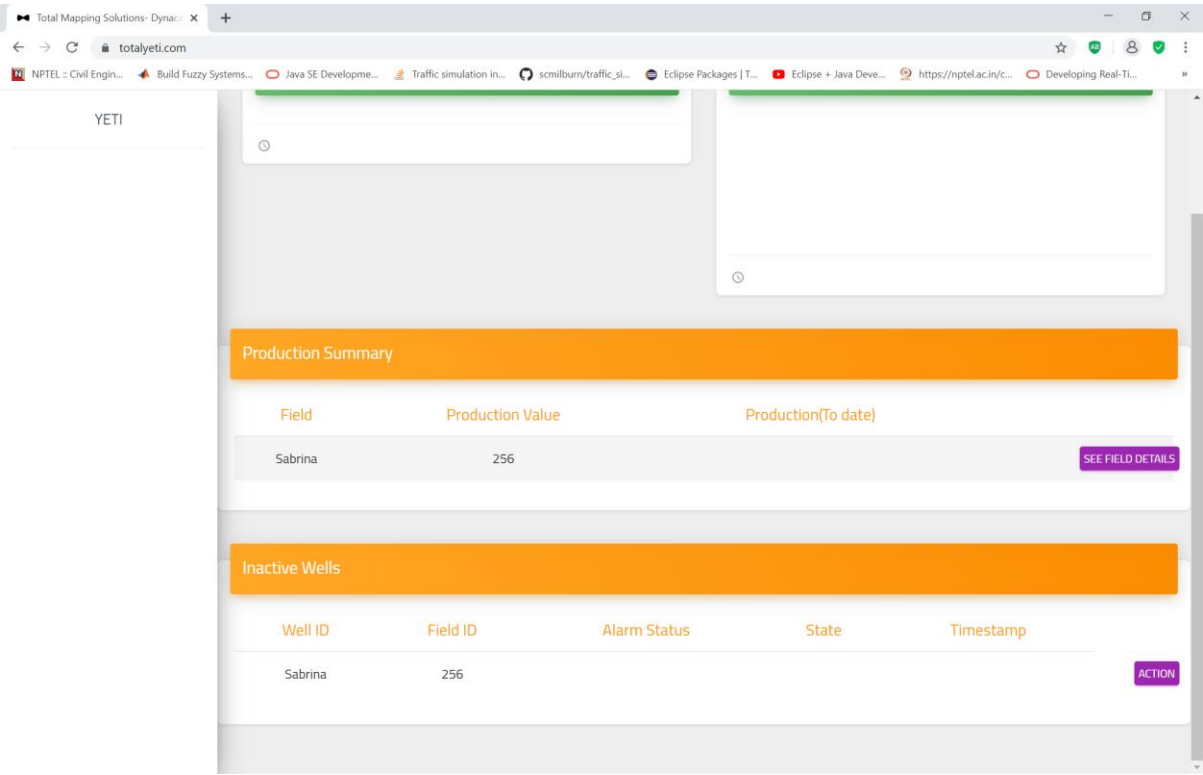 Total Mapping Solutions- Dynac
totalyeti.com
NPTEL :: Civil Engin... Build Fuzzy Systems... Java SE Developme... Traffic simulation in... scmilburn/traffic_si... Eclipse Packages | T... Eclipse + Java Deve... https://nptel.ac.in/c... Developing Real-Ti... »
YETI
Production Summary
Field Production Value Production(To date)
Sabrina 256 SEE FIELD DETAILS
Inactive Wells
Well ID Field ID Alarm Status State Timestamp
Sabrina 256 ACTION